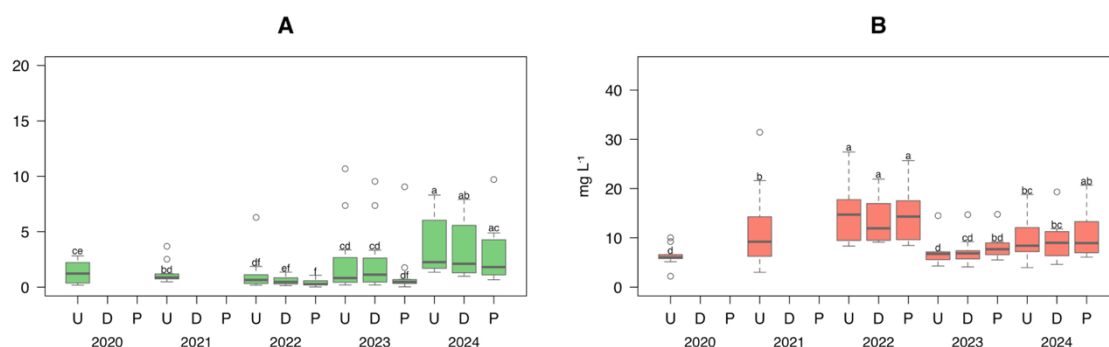 A
20
15
10
5
0
ce
bd
df
ef
f
cd
cd
df
a
ab
ac
U D P U D P U D P U D P U D P
2020 2021 2022 2023 2024
B
mg L⁻¹
40
30
20
10
0
d
b
a
a
a
d
cd
bd
bc
bc
ab
U D P U D P U D P U D P U D P
2020 2021 2022 2023 2024